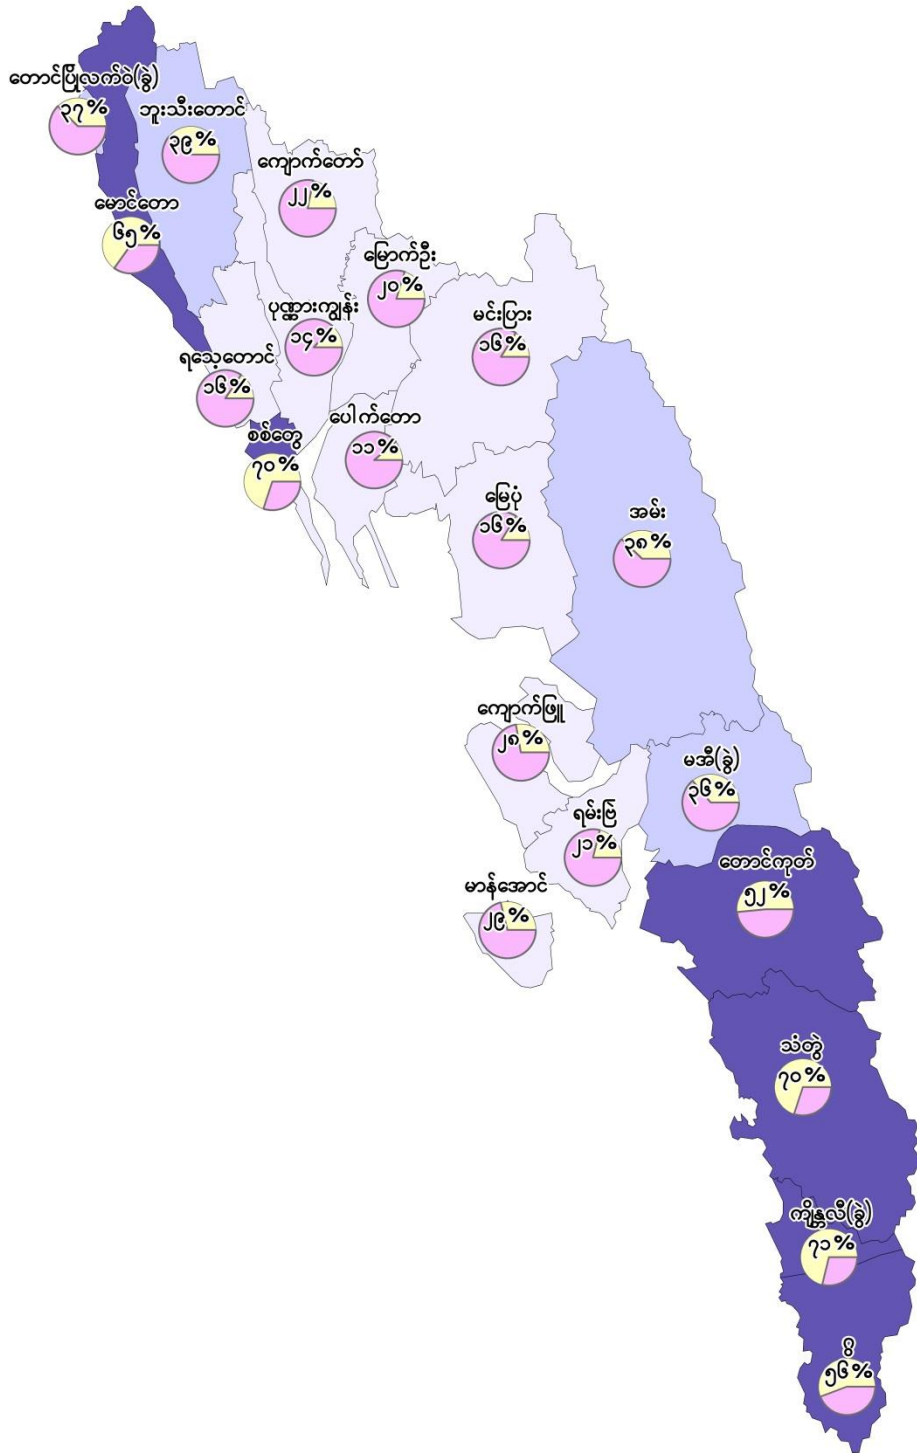 တောင်ပြိုလက်ဝဲ(ခွဲ)
၃၇%
ဘူးသီးတောင်
၃၉%
ကျောက်တော်
၂၂%
မောင်တော
၆၅%
မြောက်ဦး
၂၀%
ပုဏ္ဏားကျွန်း
၁၄%
မင်းပြား
၁၆%
ရသေ့တောင်
၁၆%
ပေါက်တော
၁၁%
စစ်တွေ
၇၀%
မြေပုံ
၁၆%
အမ်း
၃၈%
ကျောက်ဖြူ
၂၈%
မအီ(ခွဲ)
၃၆%
ရမ်းဗြဲ
၂၁%
တောင်ကုတ်
၅၂%
မာန်အောင်
၂၉%
သံတွဲ
၇၀%
ကျိန္တလီ(ခွဲ)
၇၁%
ဂွ
၅၆%